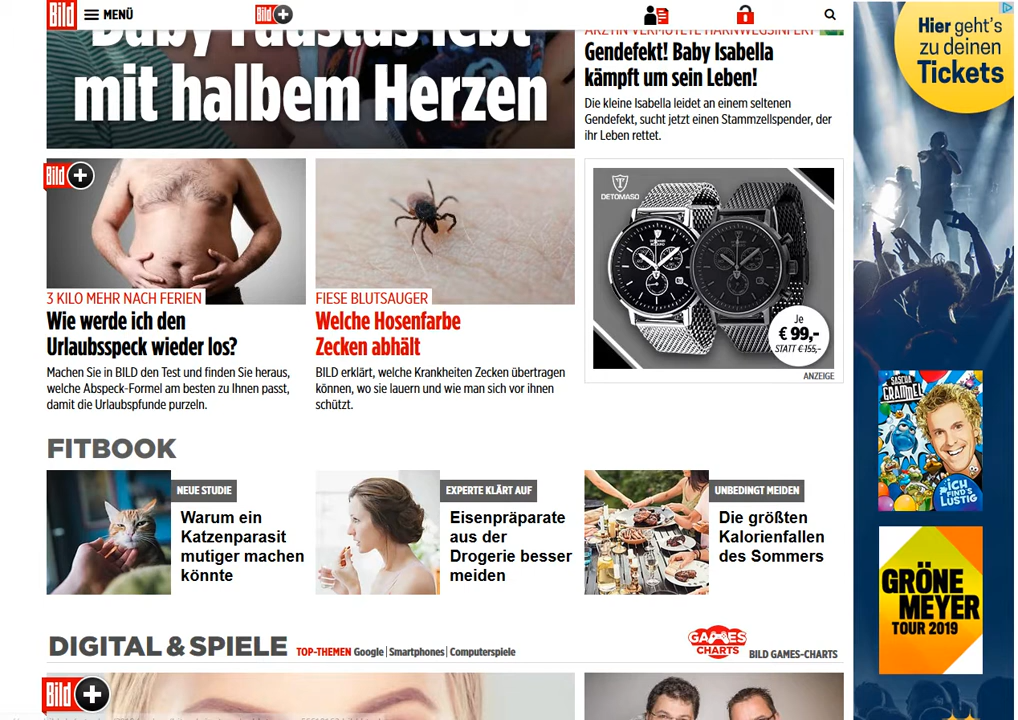 Bild
MENÜ
Bild+
Baby Faustus lebt
mit halbem Herzen
ÄRZTIN VERMUTETE HARNWEGSINFEKT
Gendefekt! Baby Isabella
kämpft um sein Leben!
Die kleine Isabella leidet an einem seltenen
Gendefekt, sucht jetzt einen Stammzellspender, der
ihr Leben rettet.
Bild+
3 KILO MEHR NACH FERIEN
Wie werde ich den
Urlaubsspeck wieder los?
Machen Sie in BILD den Test und finden Sie heraus,
welche Abspeck-Formel am besten zu Ihnen passt,
damit die Urlaubspfunde purzeln.
FIESE BLUTSAUGER
Welche Hosenfarbe
Zecken abhält
BILD erklärt, welche Krankheiten Zecken übertragen
können, wo sie lauern und wie man sich vor ihnen
schützt.
DETOMASO
Je
€ 99,-
STATT € 155,-
ANZEIGE
FITBOOK
NEUE STUDIE
Warum ein
Katzenparasit
mutiger machen
könnte
EXPERTE KLÄRT AUF
Eisenpräparate
aus der
Drogerie besser
meiden
UNBEDINGT MEIDEN
Die größten
Kalorienfallen
des Sommers
DIGITAL & SPIELE
TOP-THEMEN Google | Smartphones | Computerspiele
GAMES
CHARTS
BILD GAMES-CHARTS
Bild+
Hier geht's
zu deinen
Tickets
SASCHA
GRAMMEL
ICH
FIND'S
LUSTIG
GRÖNE
MEYER
TOUR 2019